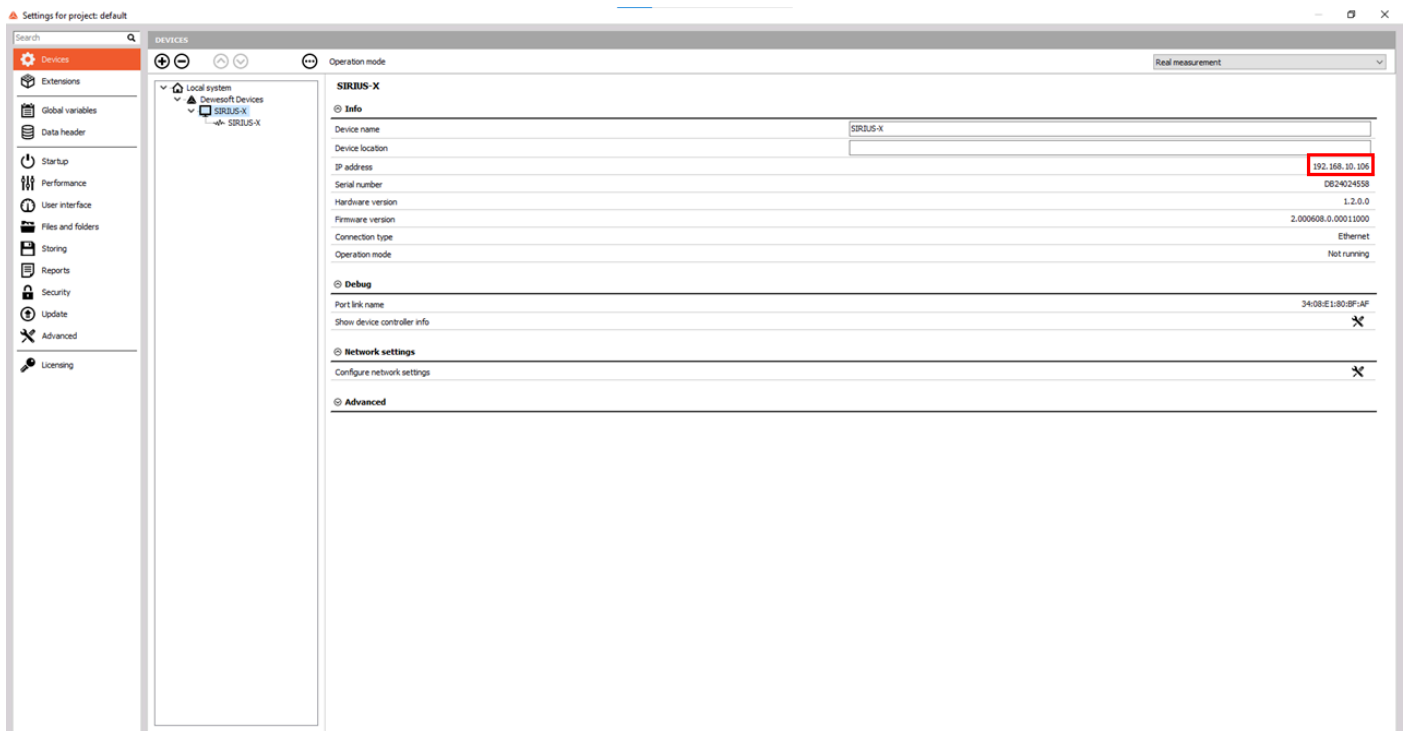 Settings for project: default
Search
DEVICES
Devices
Extensions
Global variables
Data header
Startup
Performance
User interface
Files and folders
Storing
Reports
Security
Update
Advanced
Licensing
Operation mode
Real measurement
Local system
Dewesoft Devices
SIRIUS-X
SIRIUS-X
SIRIUS-X
Info
Device name SIRIUS-X
Device location
IP address 192.168.10.106
Serial number DB24024558
Hardware version 1.2.0.0
Firmware version 2.000608.0.00011000
Connection type Ethernet
Operation mode Not running
Debug
Port link name 34:08:E1:80:BF:AF
Show device controller info
Network settings
Configure network settings
Advanced